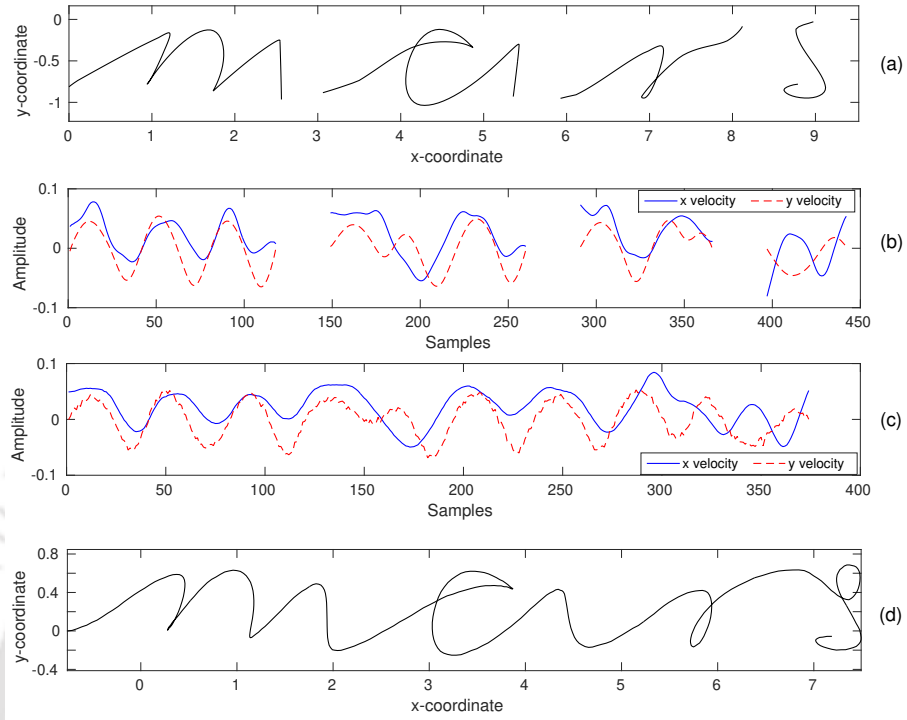 0
-0.5
-1
y-coordinate
0 1 2 3 4 5 6 7 8 9
x-coordinate
(a)
mars
0.1
0
-0.1
Amplitude
x velocity y velocity
0 50 100 150 200 250 300 350 400 450
Samples
(b)
0.1
0
-0.1
Amplitude
x velocity y velocity
0 50 100 150 200 250 300 350 400
Samples
(c)
0.8
0.4
0
-0.4
y-coordinate
mars
0 1 2 3 4 5 6 7
x-coordinate
(d)